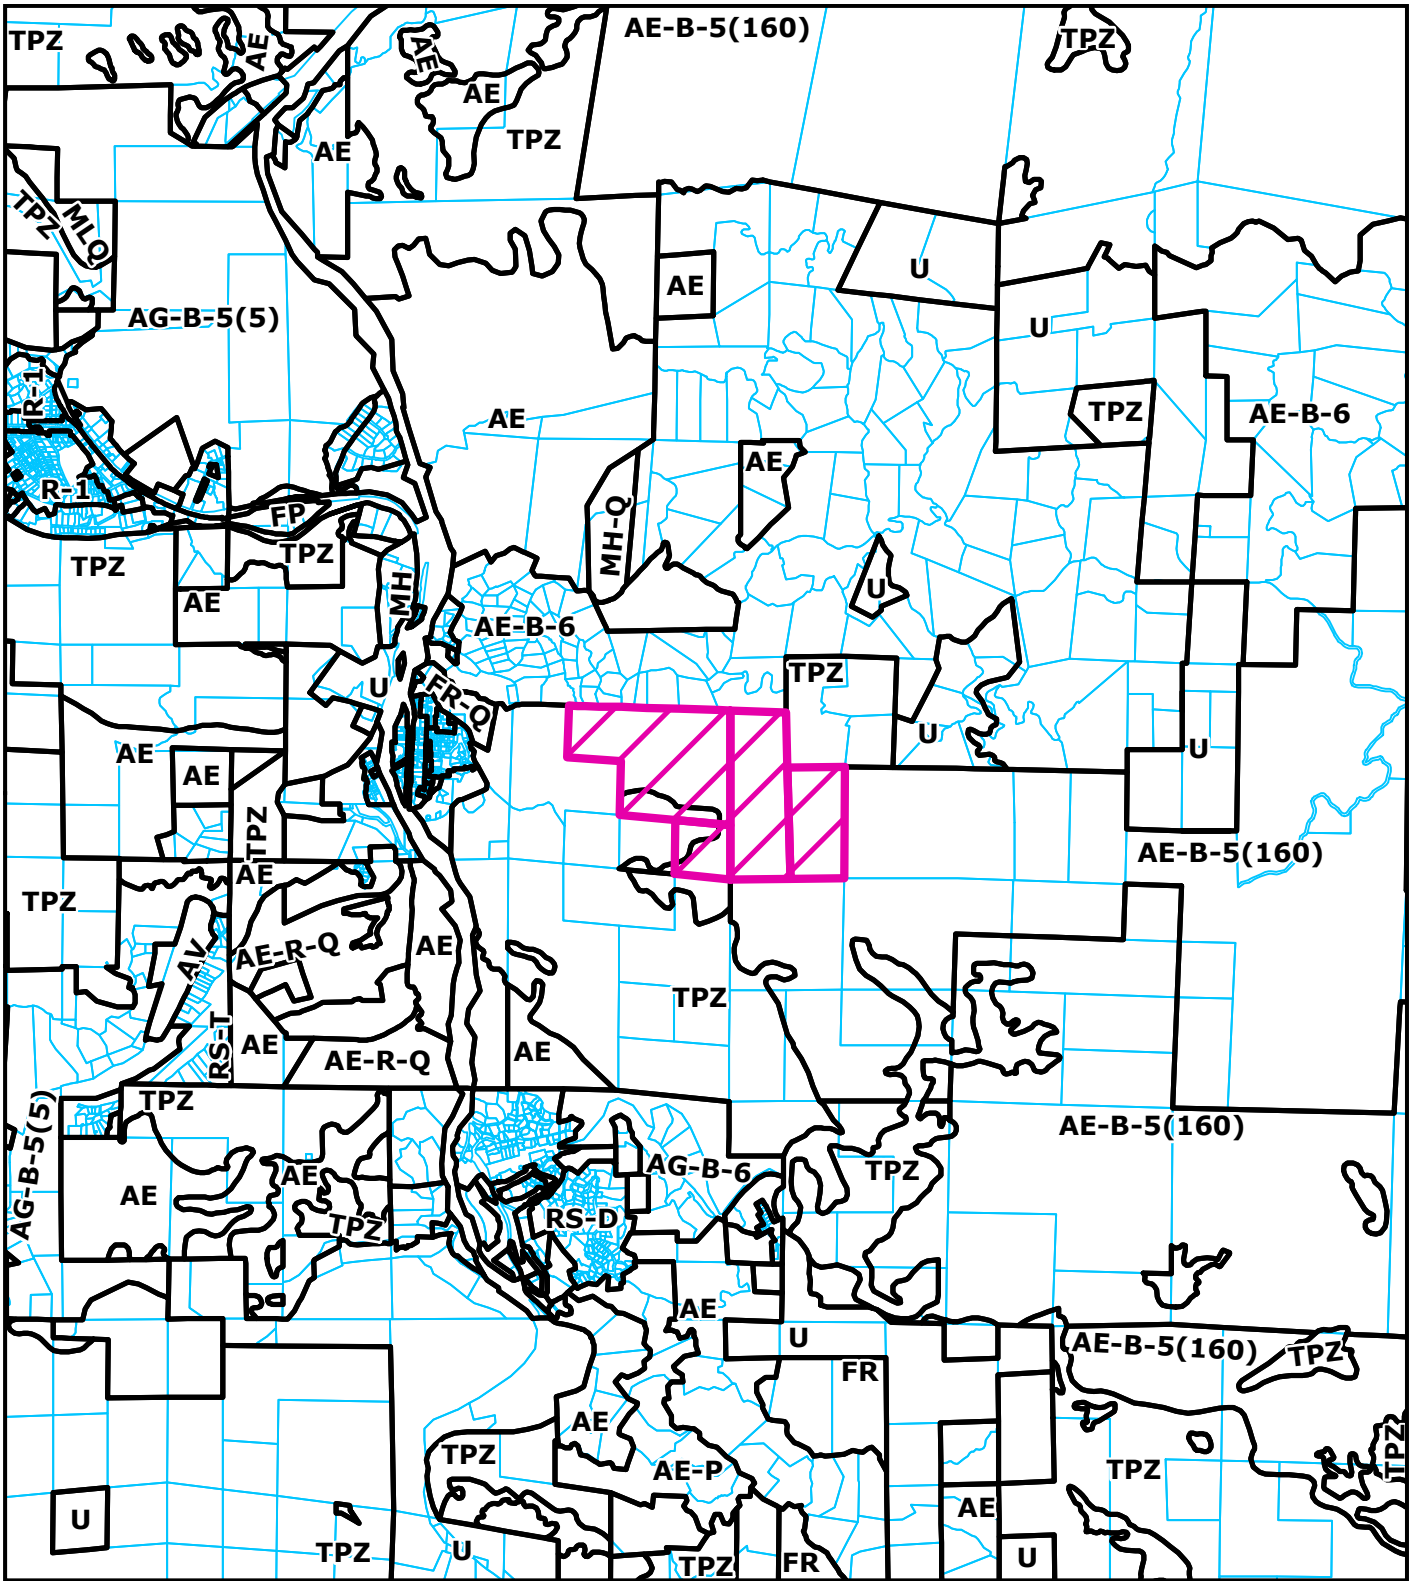 TPZ
AE
AE
AE-B-5(160)
TPZ
AE
TPZ
AE
TPZ
MLQ
U
AE
AG-B-5(5)
U
R-1
AE
TPZ
AE-B-6
AE
R-1
FP
MH-Q
TPZ
TPZ
AE
MH
U
AE-B-6
TPZ
U
FR-Q
U
U
AE
AE
TPZ
AE-B-5(160)
AE
TPZ
AE-R-Q
AE
AV
TPZ
RS-T
AE
AE-R-Q
AE
TPZ
AG-B-5(5)
AE-B-5(160)
AE
AE
AG-B-6
TPZ
TPZ
RS-D
AE
U
AE-B-5(160)
TPZ
FR
AE
TPZ
AE-P
TPZ
TPZ
AE
U
TPZ
U
TPZ
FR
U